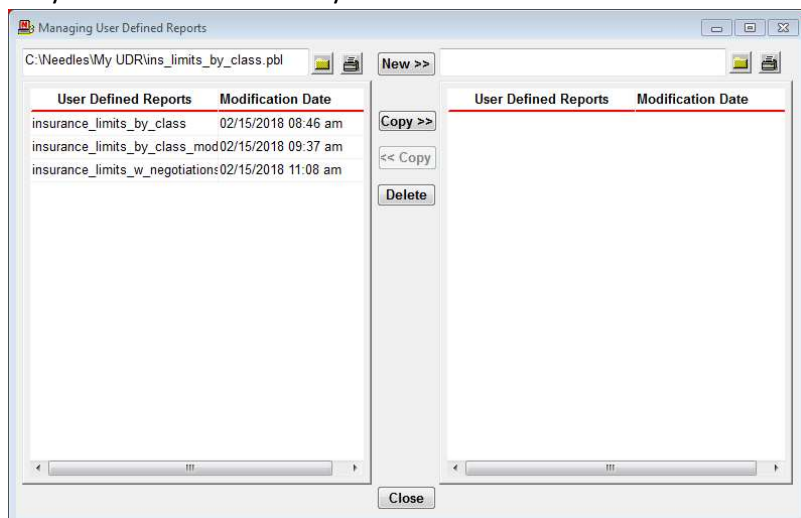 Managing User Defined Reports
C:\Needles\My UDR\ins_limits_by_class.pbl
New >>
User Defined Reports Modification Date
insurance_limits_by_class 02/15/2018 08:46 am
insurance_limits_by_class_mod 02/15/2018 09:37 am
insurance_limits_w_negotiations 02/15/2018 11:08 am
Copy >>
<< Copy
Delete
User Defined Reports Modification Date
Close